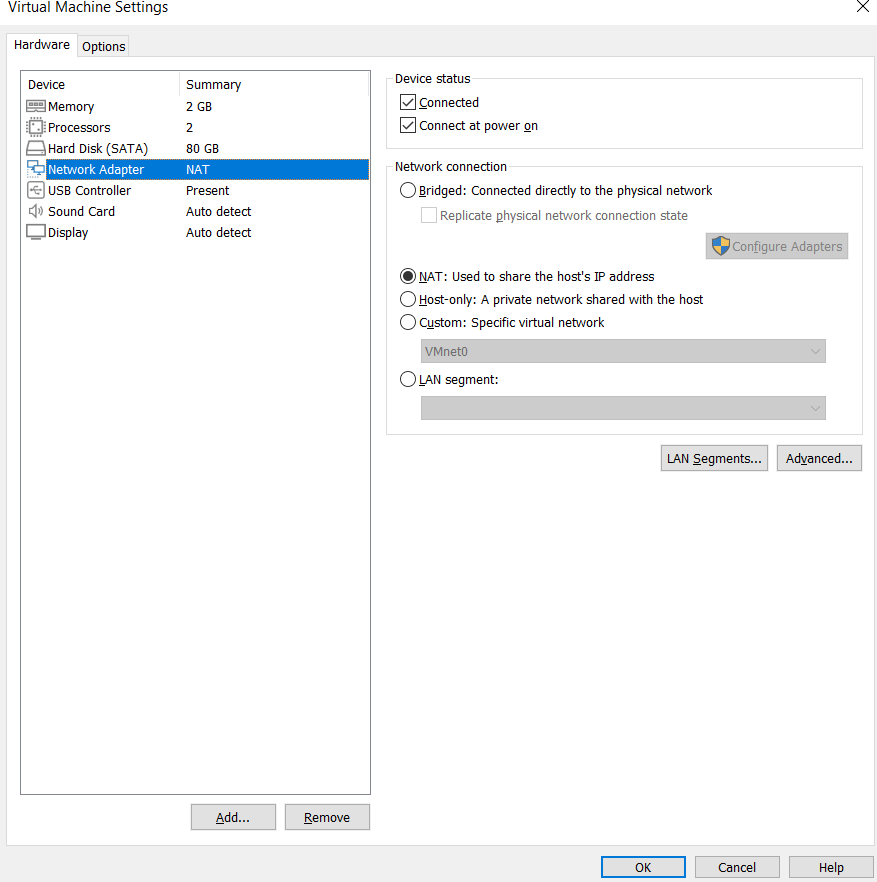 Virtual Machine Settings
Hardware Options
Device Summary
Memory 2 GB
Processors 2
Hard Disk (SATA) 80 GB
Network Adapter NAT
USB Controller Present
Sound Card Auto detect
Display Auto detect
Add... Remove
Device status
Connected
Connect at power on
Network connection
Bridged: Connected directly to the physical network
Replicate physical network connection state
Configure Adapters
NAT: Used to share the host's IP address
Host-only: A private network shared with the host
Custom: Specific virtual network
VMnet0
LAN segment:
LAN Segments... Advanced...
OK Cancel Help